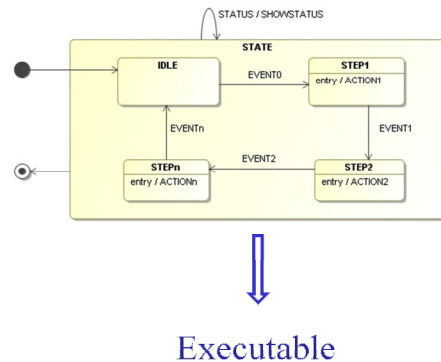 STATUS / SHOWSTATUS
STATE
IDLE
EVENT0
STEP1
entry / ACTION1
EVENTn
EVENT1
STEPn
entry / ACTIONn
EVENT2
STEP2
entry / ACTION2
Executable